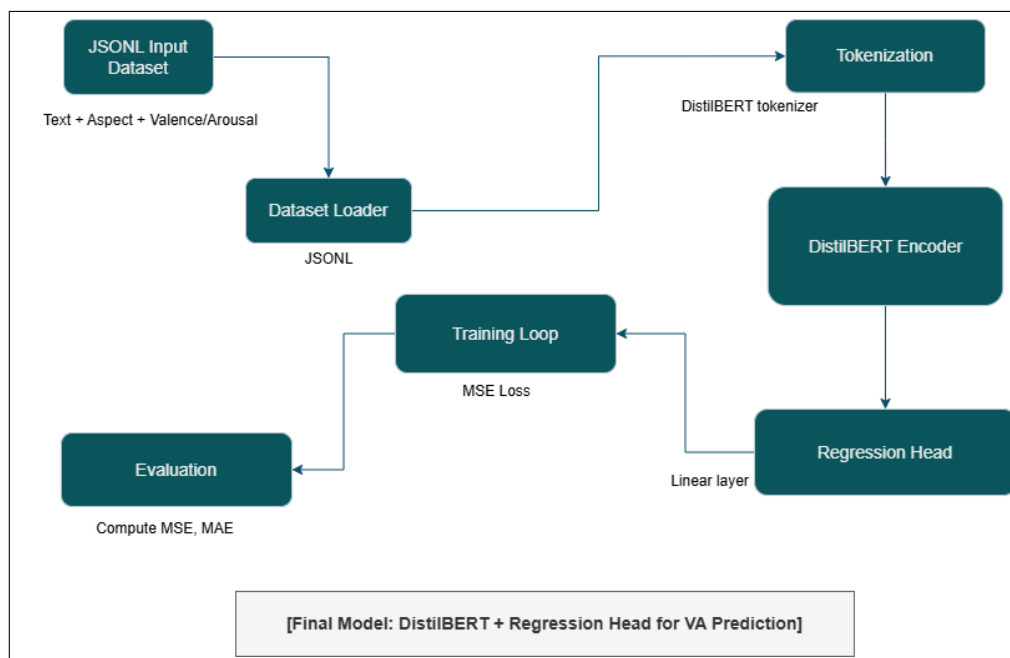 JSONL Input
Dataset
Text + Aspect + Valence/Arousal
Dataset Loader
JSONL
Tokenization
DistilBERT tokenizer
DistilBERT Encoder
Regression Head
Linear layer
Training Loop
MSE Loss
Evaluation
Compute MSE, MAE
[Final Model: DistilBERT + Regression Head for VA Prediction]